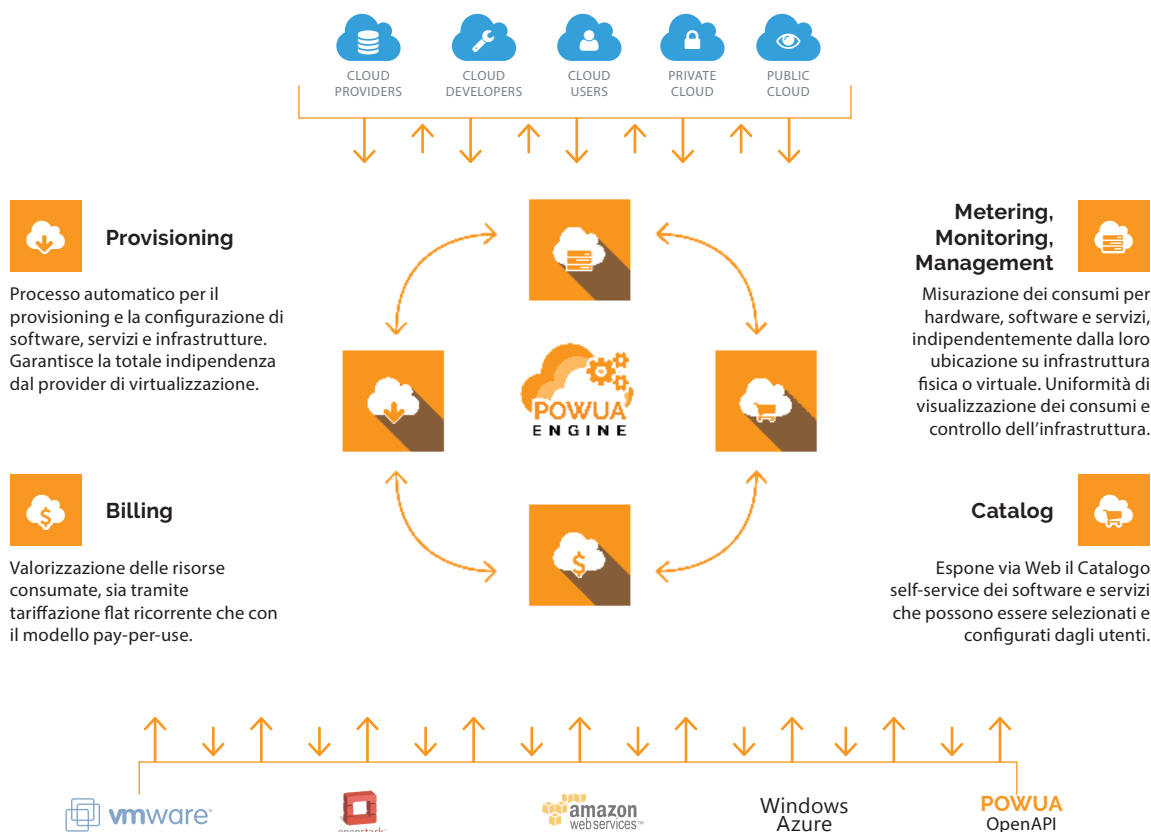 CLOUD
PROVIDERS
CLOUD
DEVELOPERS
CLOUD
USERS
PRIVATE
CLOUD
PUBLIC
CLOUD
Provisioning
Processo automatico per il
provisioning e la configurazione di
software, servizi e infrastrutture.
Garantisce la totale indipendenza
dal provider di virtualizzazione.
Metering,
Monitoring,
Management
Misurazione dei consumi per
hardware, software e servizi,
indipendentemente dalla loro
ubicazione su infrastruttura
fisica o virtuale. Uniformità di
visualizzazione dei consumi e
controllo dell’infrastruttura.
POWUA
ENGINE
$
Billing
Valorizzazione delle risorse
consumate, sia tramite
tariffazione flat ricorrente che con
il modello pay-per-use.
$
Catalog
Espone via Web il Catalogo
self-service dei software e servizi
che possono essere selezionati e
configurati dagli utenti.
vmware®
openstack™
amazon
webservices™
Windows
Azure
POWUA
OpenAPI